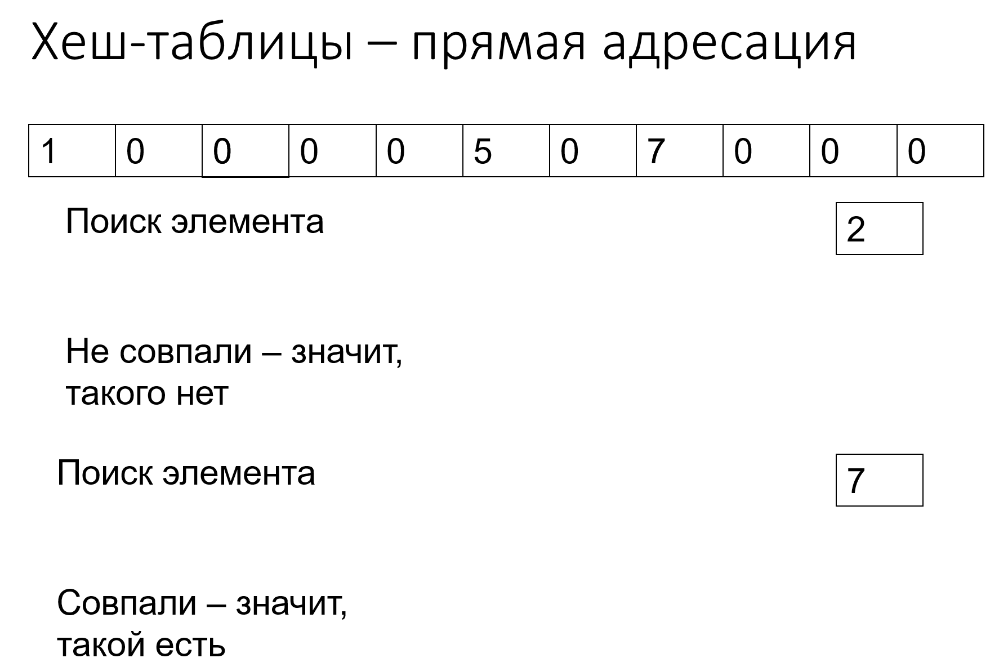 Хеш-таблицы – прямая адресация
1 0 0 0 0 5 0 7 0 0 0
Поиск элемента 2
Не совпали – значит,
такого нет
Поиск элемента 7
Совпали – значит,
такой есть